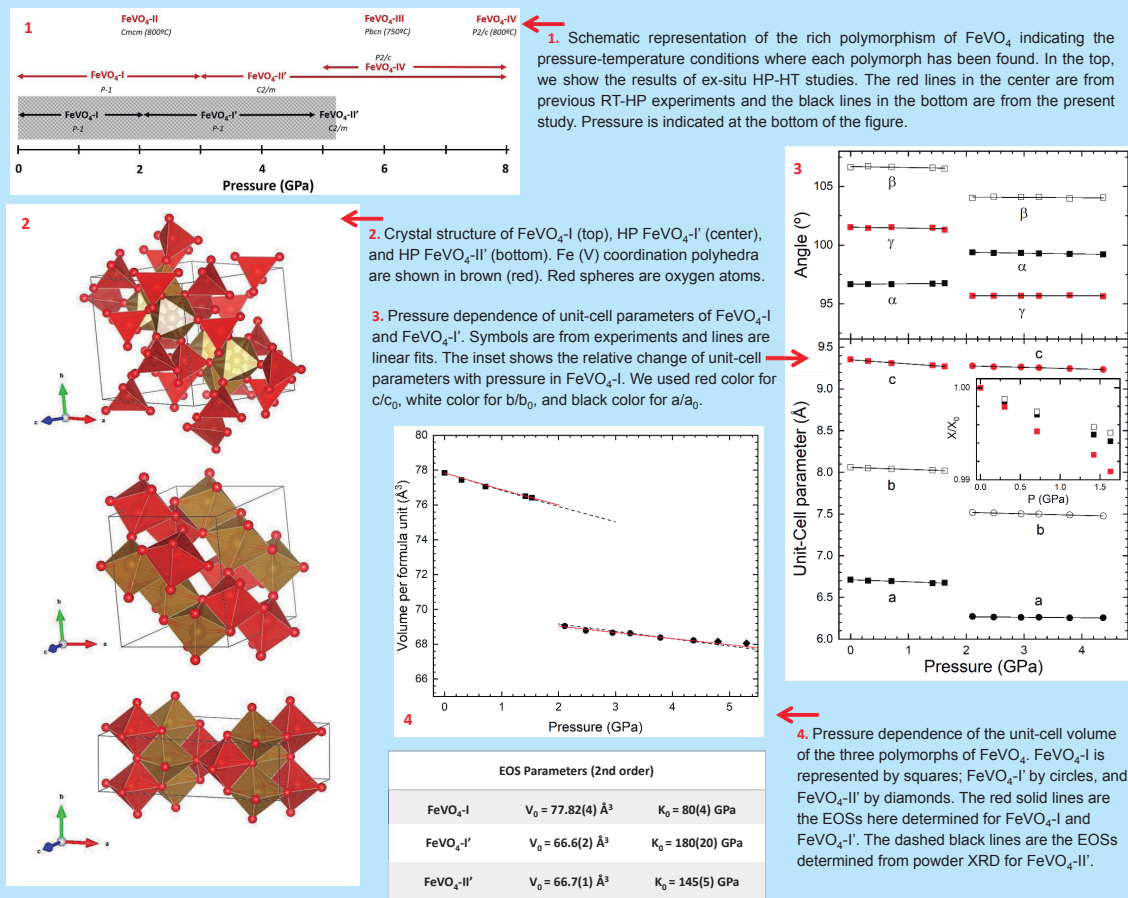 1
FeVO₄-II
Cmcm (800ºC)
FeVO₄-III
Pbcn (750ºC)
FeVO₄-IV
P2/c (800ºC)
P2/c
FeVO₄-IV
FeVO₄-I
P-1
FeVO₄-II'
C2/m
FeVO₄-I
P-1
FeVO₄-I'
P-1
FeVO₄-II'
C2/m
0 2 4 6 8
Pressure (GPa)
1. Schematic representation of the rich polymorphism of FeVO₄ indicating the
pressure-temperature conditions where each polymorph has been found. In the top,
we show the results of ex-situ HP-HT studies. The red lines in the center are from
previous RT-HP experiments and the black lines in the bottom are from the present
study. Pressure is indicated at the bottom of the figure.
2
b
c a
b
c a
b
c a
2. Crystal structure of FeVO₄-I (top), HP FeVO₄-I' (center),
and HP FeVO₄-II' (bottom). Fe (V) coordination polyhedra
are shown in brown (red). Red spheres are oxygen atoms.
3. Pressure dependence of unit-cell parameters of FeVO₄-I
and FeVO₄-I'. Symbols are from experiments and lines are
linear fits. The inset shows the relative change of unit-cell
parameters with pressure in FeVO₄-I. We used red color for
c/c₀, white color for b/b₀, and black color for a/a₀.
3
Angle (º)
105
100
95
β
γ
α
β
α
γ
Unit-Cell parameter (Å)
9.5
9.0
8.5
8.0
7.5
7.0
6.5
6.0
c
b
a
c
b
a
X/X₀
1.00
0.99
0.0 0.5 1.0 1.5
P (GPa)
0 1 2 3 4
Pressure (GPa)
Volume per formula unit (Å³)
80
78
76
74
72
70
68
66
0 1 2 3 4 5
Pressure (GPa)
4
4. Pressure dependence of the unit-cell volume
of the three polymorphs of FeVO₄. FeVO₄-I is
represented by squares; FeVO₄-I' by circles, and
FeVO₄-II' by diamonds. The red solid lines are
the EOSs here determined for FeVO₄-I and
FeVO₄-I'. The dashed black lines are the EOSs
determined from powder XRD for FeVO₄-II'.
EOS Parameters (2nd order)
FeVO₄-I V₀ = 77.82(4) Å³ K₀ = 80(4) GPa
FeVO₄-I' V₀ = 66.6(2) Å³ K₀ = 180(20) GPa
FeVO₄-II' V₀ = 66.7(1) Å³ K₀ = 145(5) GPa